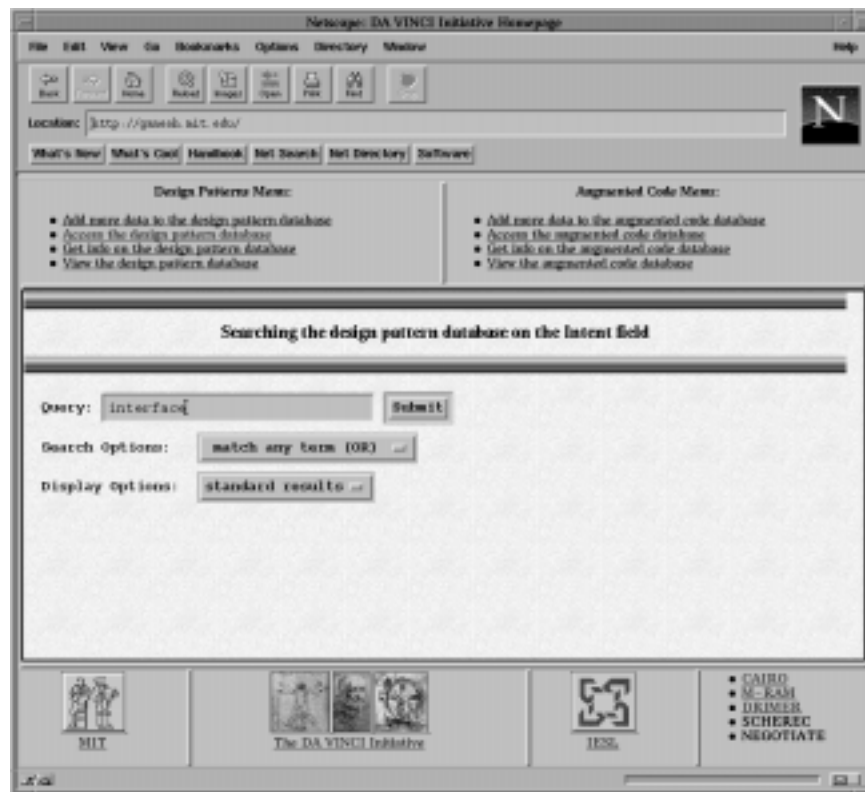 Netscape: DA VINCI Initiative Homepage
File Edit View Go Bookmarks Options Directory Window Help
Back Home Reload Images Open Print Find
Location: http://ganesh.mit.edu/
What's New What's Cool Handbook Net Search Net Directory Software
Design Patterns Menu:
Add more data to the design pattern database
Access the design pattern database
Get info on the design pattern database
View the design pattern database
Augmented Code Menu:
Add more data to the augmented code database
Access the augmented code database
Get info on the augmented code database
View the augmented code database
Searching the design pattern database on the Intent field
Query: interface Submit
Search Options: match any term (OR)
Display Options: standard results
MIT
The DA VINCI Initiative
IESL
CAIRO
M-RAM
DRIMER
SCHEREC
NEGOTIATE
N